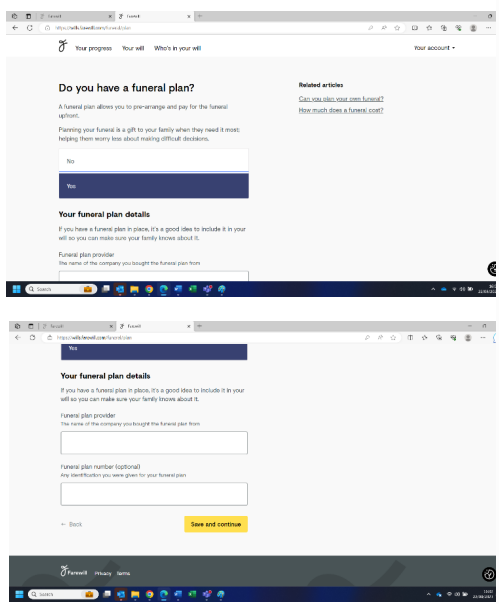 Farewill
Farewill
https://wills.farewill.com/funeral/plan
Your progress Your will Who's in your will
Your account
Do you have a funeral plan?
A funeral plan allows you to pre-arrange and pay for the funeral
upfront.
Planning your funeral is a gift to your family when they need it most;
helping them worry less about making difficult decisions.
No
Yes
Related articles
Can you plan your own funeral?
How much does a funeral cost?
Your funeral plan details
If you have a funeral plan in place, it's a good idea to include it in your
will so you can make sure your family knows about it.
Funeral plan provider
The name of the company you bought the funeral plan from
Search
Farewill
Farewill
https://wills.farewill.com/funeral/plan
Yes
Your funeral plan details
If you have a funeral plan in place, it's a good idea to include it in your
will so you can make sure your family knows about it.
Funeral plan provider
The name of the company you bought the funeral plan from
Funeral plan number (optional)
Any identification you were given for your funeral plan
← Back
Save and continue
Farewill Privacy Terms
Search